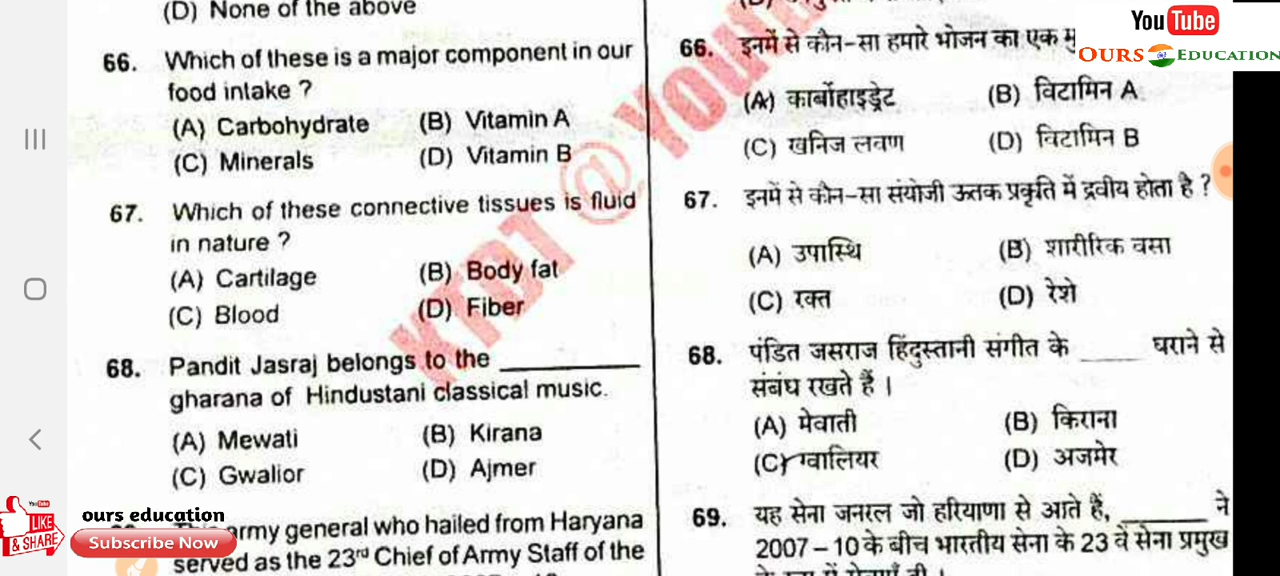 (D) None of the above
66. Which of these is a major component in our
food intake ?
(A) Carbohydrate (B) Vitamin A
(C) Minerals (D) Vitamin B
67. Which of these connective tissues is fluid
in nature ?
(A) Cartilage (B) Body fat
(C) Blood (D) Fiber
68. Pandit Jasraj belongs to the ________
gharana of Hindustani classical music.
(A) Mewati (B) Kirana
(C) Gwalior (D) Ajmer
army general who hailed from Haryana
served as the 23rd Chief of Army Staff of the
66. इनमें से कौन-सा हमारे भोजन का एक
(A) कार्बोहाइड्रेट (B) विटामिन A
(C) खनिज लवण (D) विटामिन B
67. इनमें से कौन-सा संयोजी ऊतक प्रकृति में द्रवीय होता है ?
(A) उपास्थि (B) शारीरिक वसा
(C) रक्त (D) रेशे
68. पंडित जसराज हिंदुस्तानी संगीत के ____ घराने से
संबंध रखते हैं ।
(A) मेवाती (B) किराना
(C) ग्वालियर (D) अजमेर
69. यह सेना जनरल जो हरियाणा से आते हैं, ______ ने
2007 – 10 के बीच भारतीय सेना के 23 वें सेना प्रमुख
KTDT @ YOU
YouTube
OURS EDUCATION
YouTube
LIKE
& SHARE
ours education
Subscribe Now